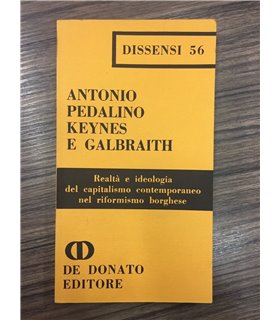 DISSENSI 56
ANTONIO
PEDALINO
KEYNES
E GALBRAITH
Realtà e ideologia
del capitalismo contemporaneo
nel riformismo borghese
DE DONATO
EDITORE